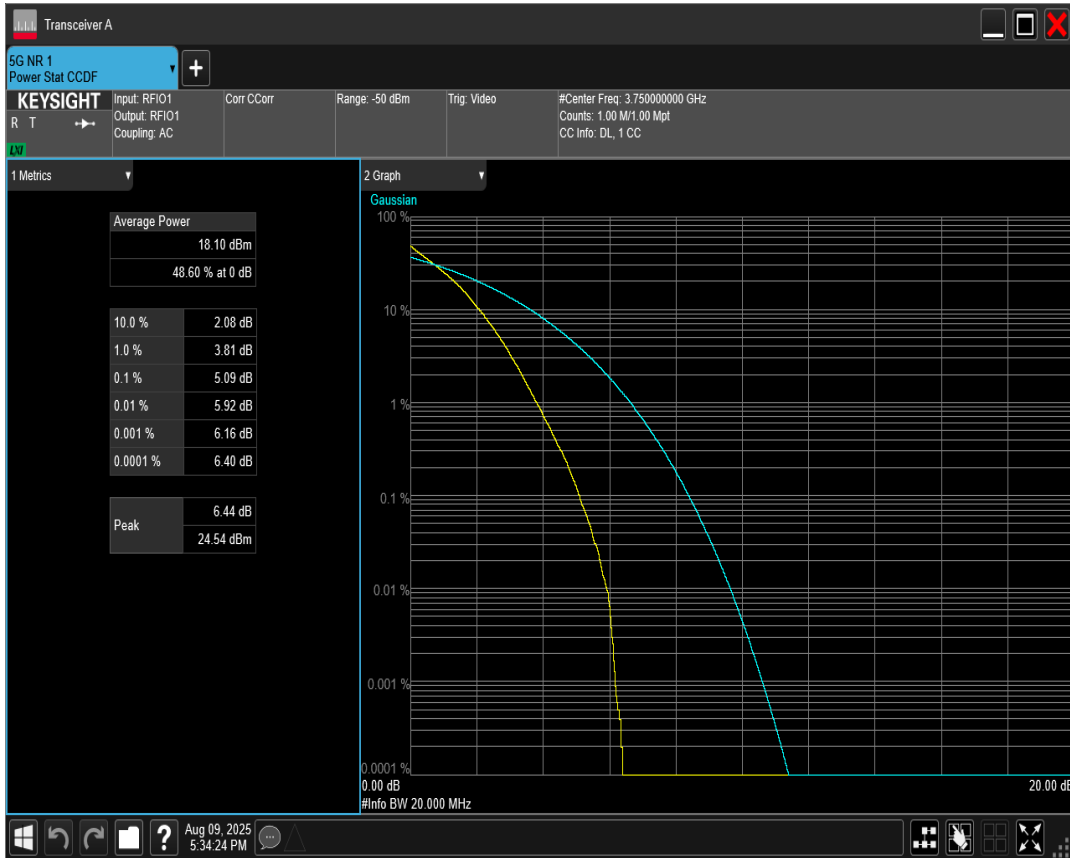 Transceiver A
5G NR 1
Power Stat CCDF
KEYSIGHT
R T
LXI
Input: RFIO1
Output: RFIO1
Coupling: AC
Corr CCorr
Range: -50 dBm
Trig: Video
#Center Freq: 3.750000000 GHz
Counts: 1.00 M/1.00 Mpt
CC Info: DL, 1 CC
1 Metrics
Average Power
18.10 dBm
48.60 % at 0 dB
10.0 % 2.08 dB
1.0 % 3.81 dB
0.1 % 5.09 dB
0.01 % 5.92 dB
0.001 % 6.16 dB
0.0001 % 6.40 dB
Peak 6.44 dB
24.54 dBm
2 Graph
Gaussian
100 %
10 %
1 %
0.1 %
0.01 %
0.001 %
0.0001 %
0.00 dB 20.00 dB
#Info BW 20.000 MHz
Aug 09, 2025
5:34:24 PM